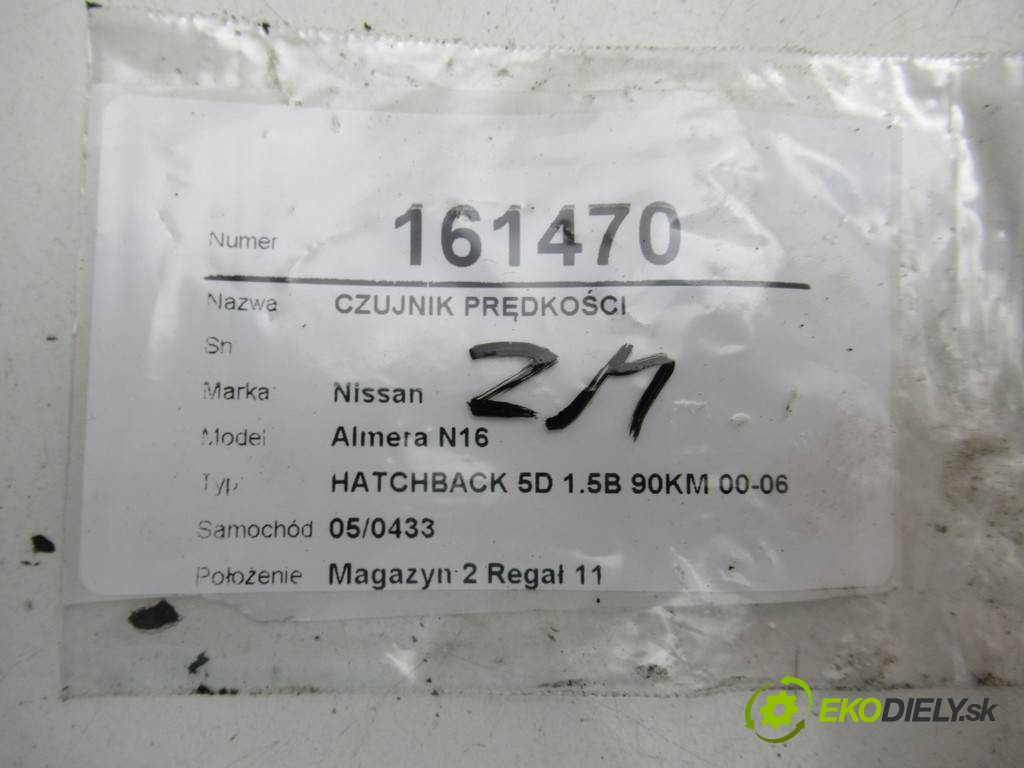 Numer 161470
Nazwa CZUJNIK PRĘDKOŚCI
Sn
ZM
Marka Nissan
Model Almera N16
Typ HATCHBACK 5D 1.5B 90KM 00-06
Samochód 05/0433
Położenie Magazyn 2 Regał 11
EKODIELY.sk